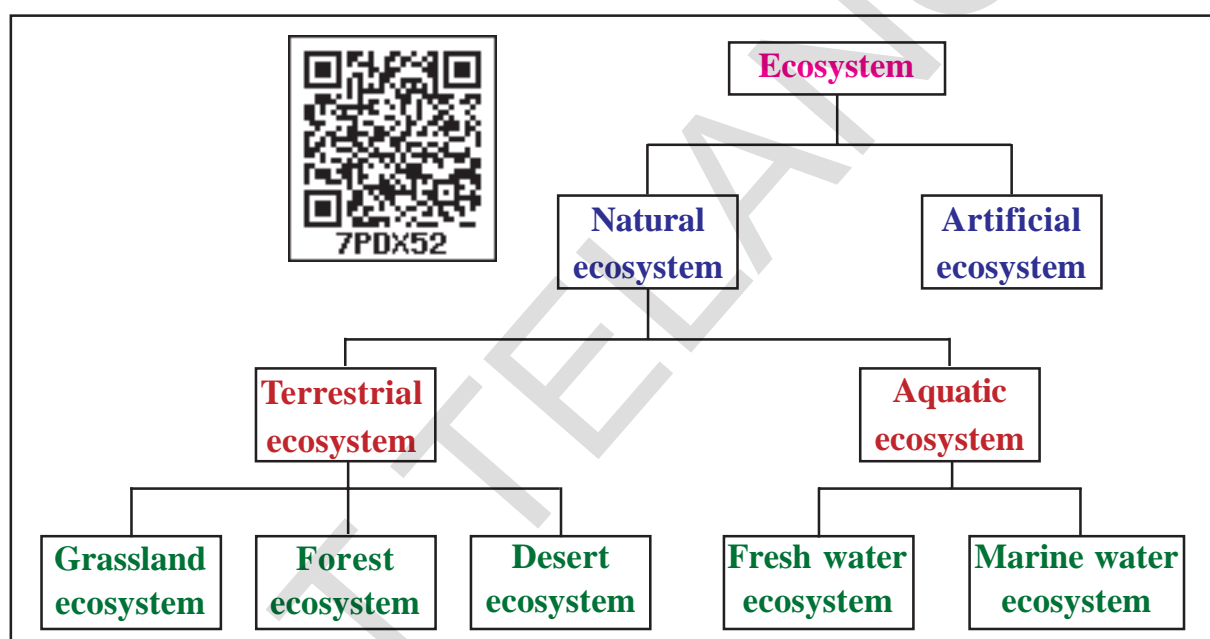 Ecosystem
7PDX52
Natural
ecosystem
Artificial
ecosystem
Terrestrial
ecosystem
Aquatic
ecosystem
Grassland
ecosystem
Forest
ecosystem
Desert
ecosystem
Fresh water
ecosystem
Marine water
ecosystem
T TELAN